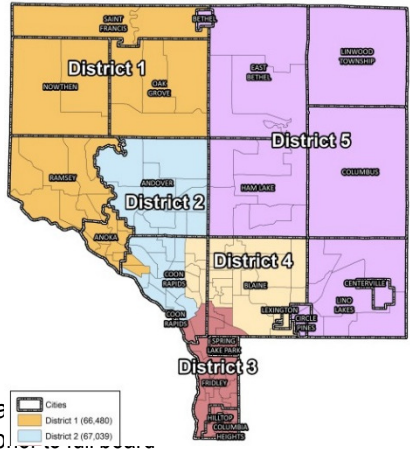 SAINT
FRANCIS
BETHEL
District 1
NOWTHEN
OAK
GROVE
EAST
BETHEL
LINWOOD
TOWNSHIP
District 5
RAMSEY
ANDOVER
HAM LAKE
COLUMBUS
District 2
ANOKA
COON
RAPIDS
District 4
BLAINE
CENTERVILLE
LINO
LAKES
LEXINGTON
CIRCLE
PINES
COON
RAPIDS
SPRING
LAKE PARK
District 3
FRIDLEY
HILLTOP
COLUMBIA
HEIGHTS
Cities
District 1 (66,480)
District 2 (67,039)